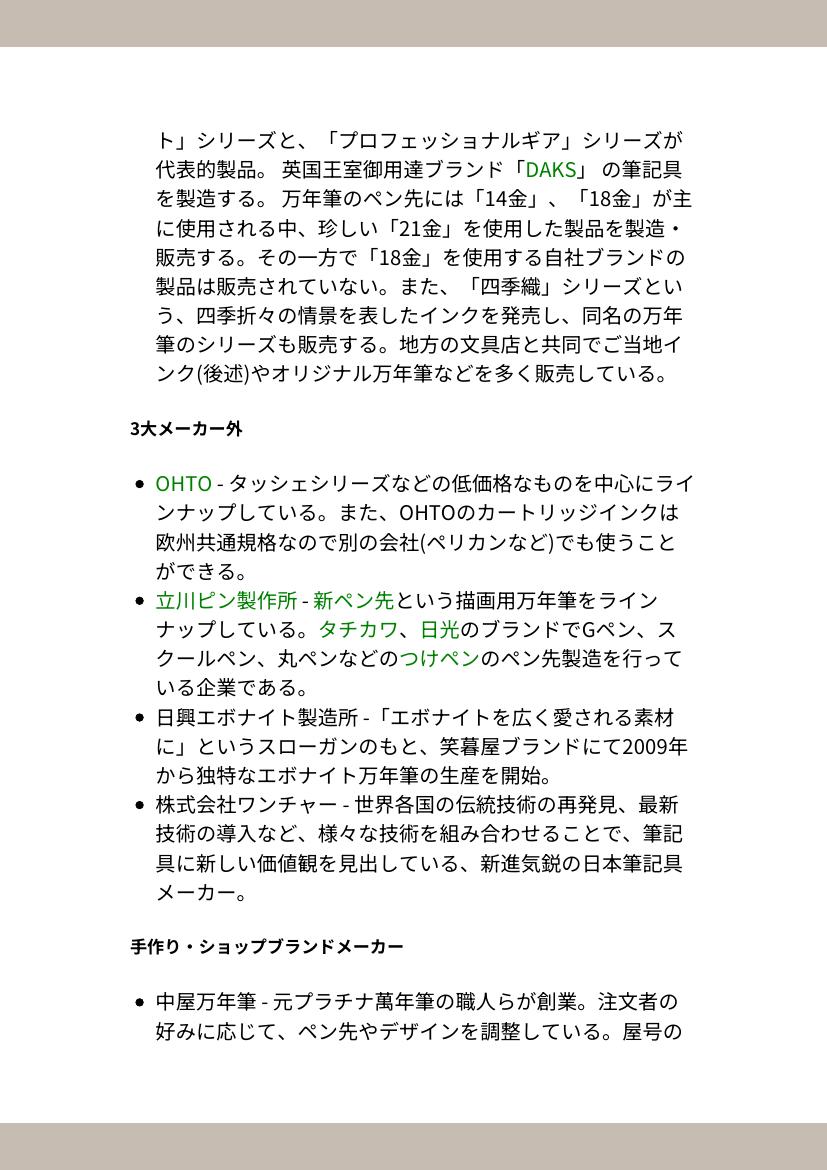 ト」シリーズと、「プロフェッショナルギア」シリーズが
代表的製品。 英国王室御用達ブランド「DAKS」 の筆記具
を製造する。 万年筆のペン先には「14金」、「18金」が主
に使用される中、珍しい「21金」を使用した製品を製造・
販売する。その一方で「18金」を使用する自社ブランドの
製品は販売されていない。また、「四季織」シリーズとい
う、四季折々の情景を表したインクを発売し、同名の万年
筆のシリーズも販売する。地方の文具店と共同でご当地イ
ンク(後述)やオリジナル万年筆などを多く販売している。
3大メーカー外
• OHTO - タッシェシリーズなどの低価格なものを中心にライ
ンナップしている。また、OHTOのカートリッジインクは
欧州共通規格なので別の会社(ペリカンなど)でも使うこと
ができる。
• 立川ピン製作所 - 新ペン先という描画用万年筆をライン
ナップしている。タチカワ、日光のブランドでGペン、ス
クールペン、丸ペンなどのつけペンのペン先製造を行って
いる企業である。
• 日興エボナイト製造所 -「エボナイトを広く愛される素材
に」というスローガンのもと、笑暮屋ブランドにて2009年
から独特なエボナイト万年筆の生産を開始。
• 株式会社ワンチャー - 世界各国の伝統技術の再発見、最新
技術の導入など、様々な技術を組み合わせることで、筆記
具に新しい価値観を見出している、新進気鋭の日本筆記具
メーカー。
手作り・ショップブランドメーカー
• 中屋万年筆 - 元プラチナ萬年筆の職人らが創業。注文者の
好みに応じて、ペン先やデザインを調整している。屋号の